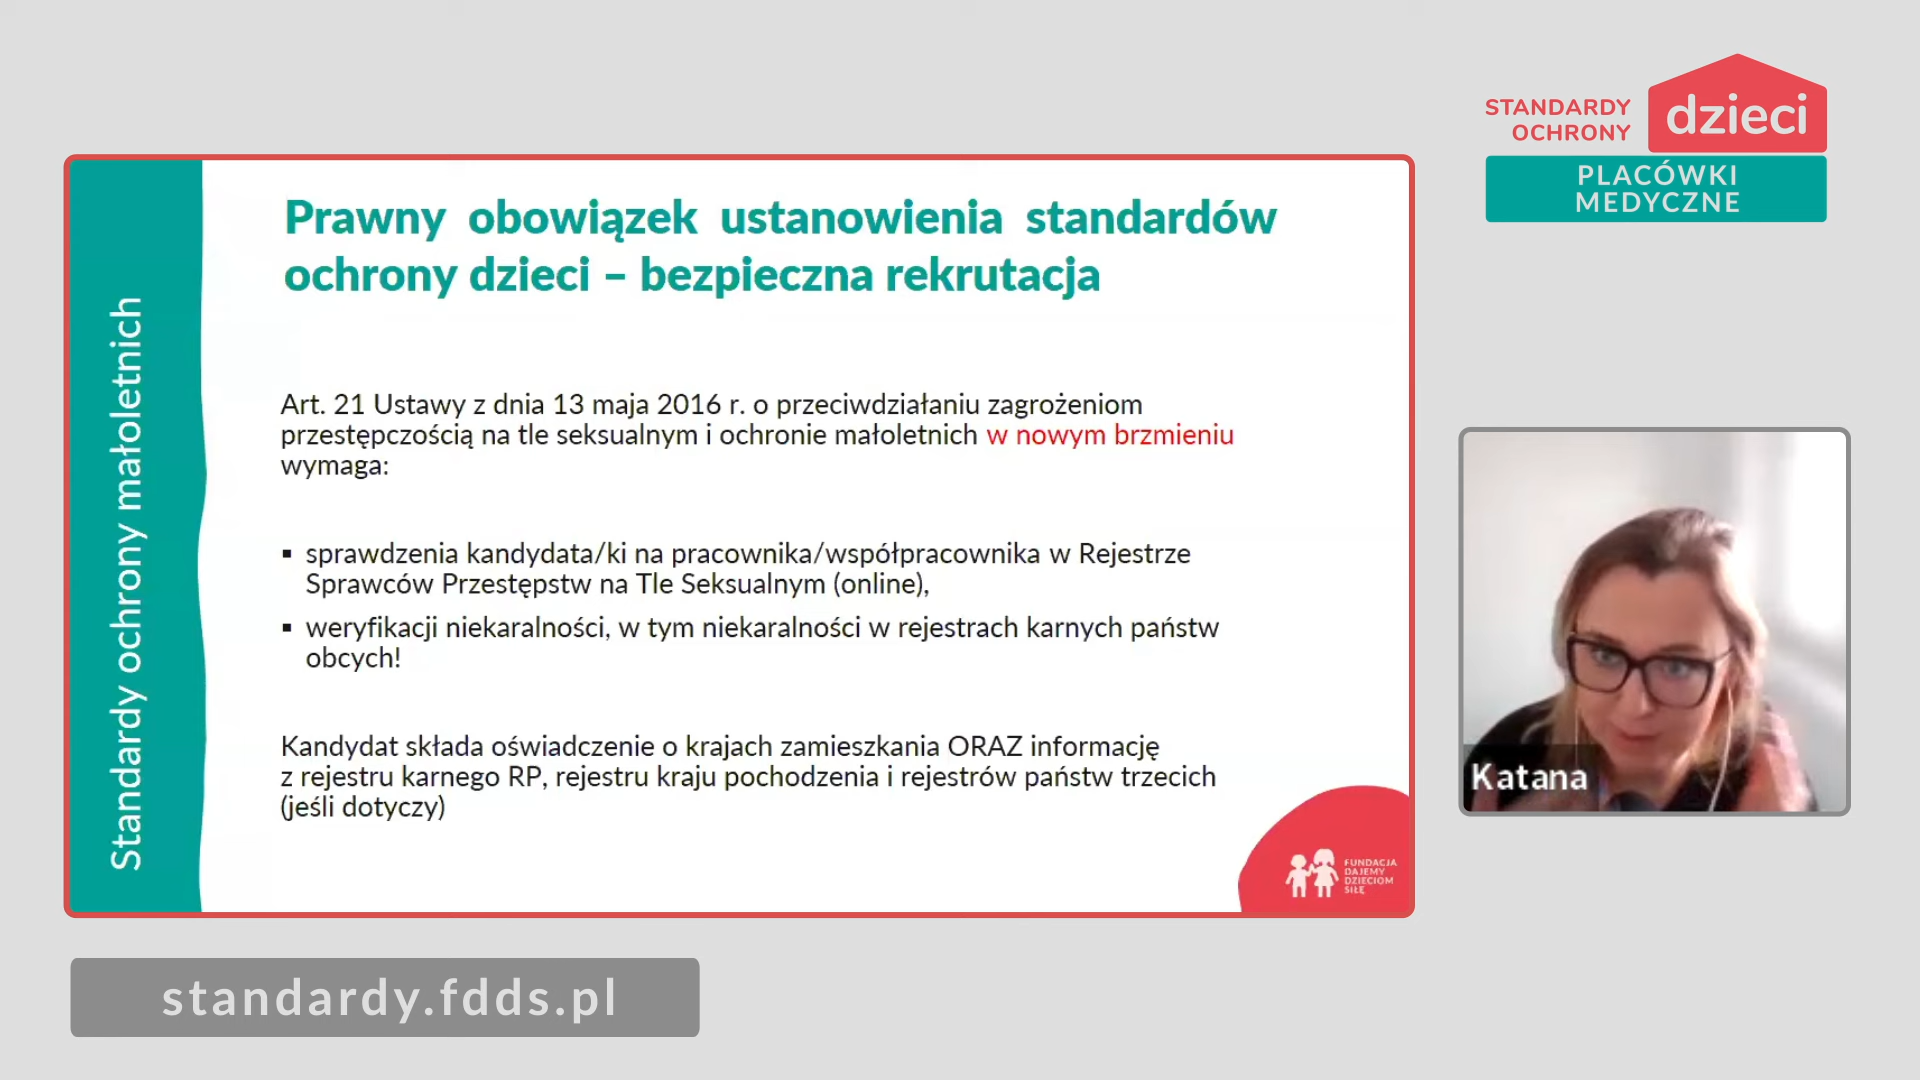 STANDARDY
OCHRONY
dzieci
PLACÓWKI
MEDYCZNE
Standardy ochrony małoletnich
Prawny obowiązek ustanowienia standardów
ochrony dzieci – bezpieczna rekrutacja
Art. 21 Ustawy z dnia 13 maja 2016 r. o przeciwdziałaniu zagrożeniom
przestępczością na tle seksualnym i ochronie małoletnich w nowym brzmieniu
wymaga:
▪ sprawdzenia kandydata/ki na pracownika/współpracownika w Rejestrze
Sprawców Przestępstw na Tle Seksualnym (online),
▪ weryfikacji niekaralności, w tym niekaralności w rejestrach karnych państw
obcych!
Kandydat składa oświadczenie o krajach zamieszkania ORAZ informację
z rejestru karnego RP, rejestru kraju pochodzenia i rejestrów państw trzecich
(jeśli dotyczy)
FUNDACJA
DAJEMY
DZIECIOM
SIŁĘ
Katana
standardy.fdds.pl